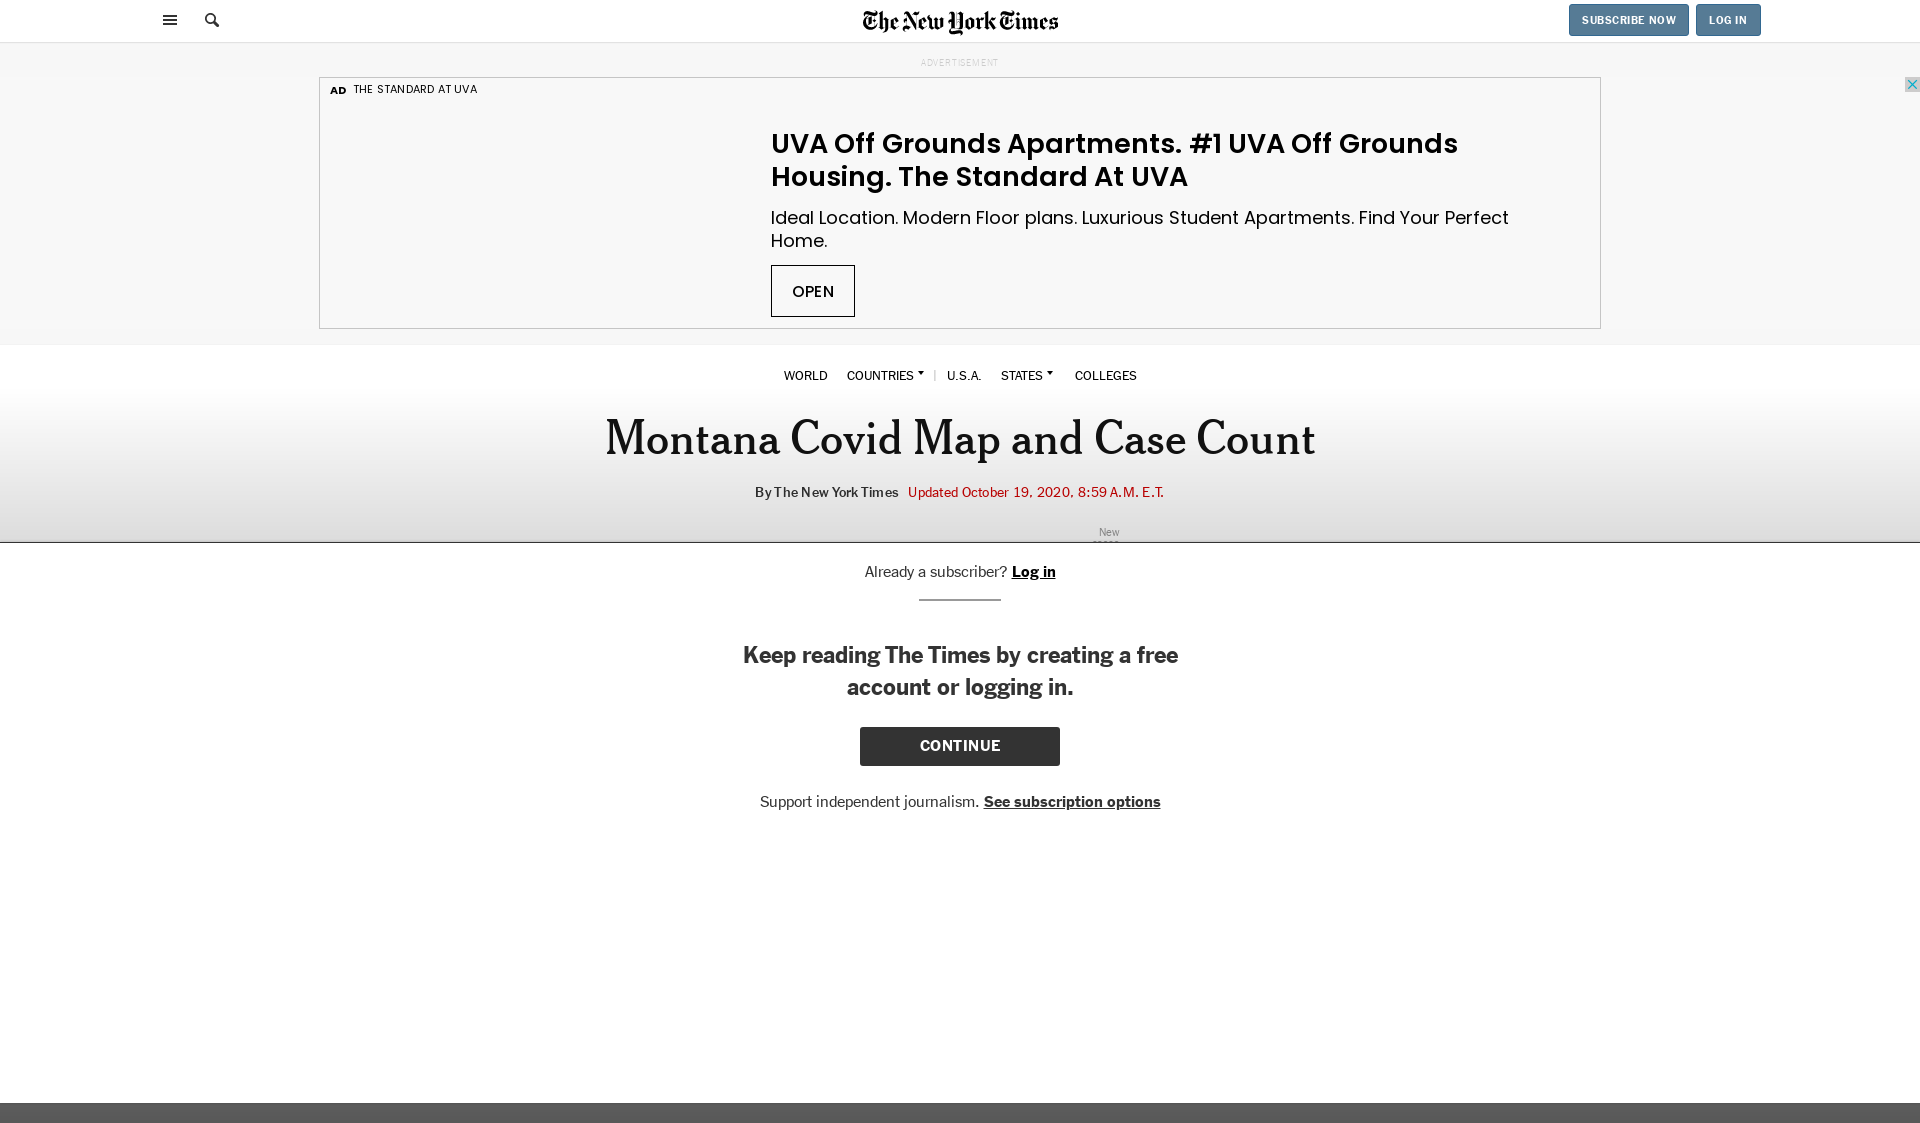 The New York Times
SUBSCRIBE NOW
LOG IN
ADVERTISEMENT
AD THE STANDARD AT UVA
UVA Off Grounds Apartments. #1 UVA Off Grounds
Housing. The Standard At UVA
Ideal Location. Modern Floor plans. Luxurious Student Apartments. Find Your Perfect
Home.
OPEN
WORLD COUNTRIES | U.S.A. STATES COLLEGES
Montana Covid Map and Case Count
By The New York Times Updated October 19, 2020, 8:59 A.M. E.T.
New
Already a subscriber? Log in
Keep reading The Times by creating a free
account or logging in.
CONTINUE
Support independent journalism. See subscription options